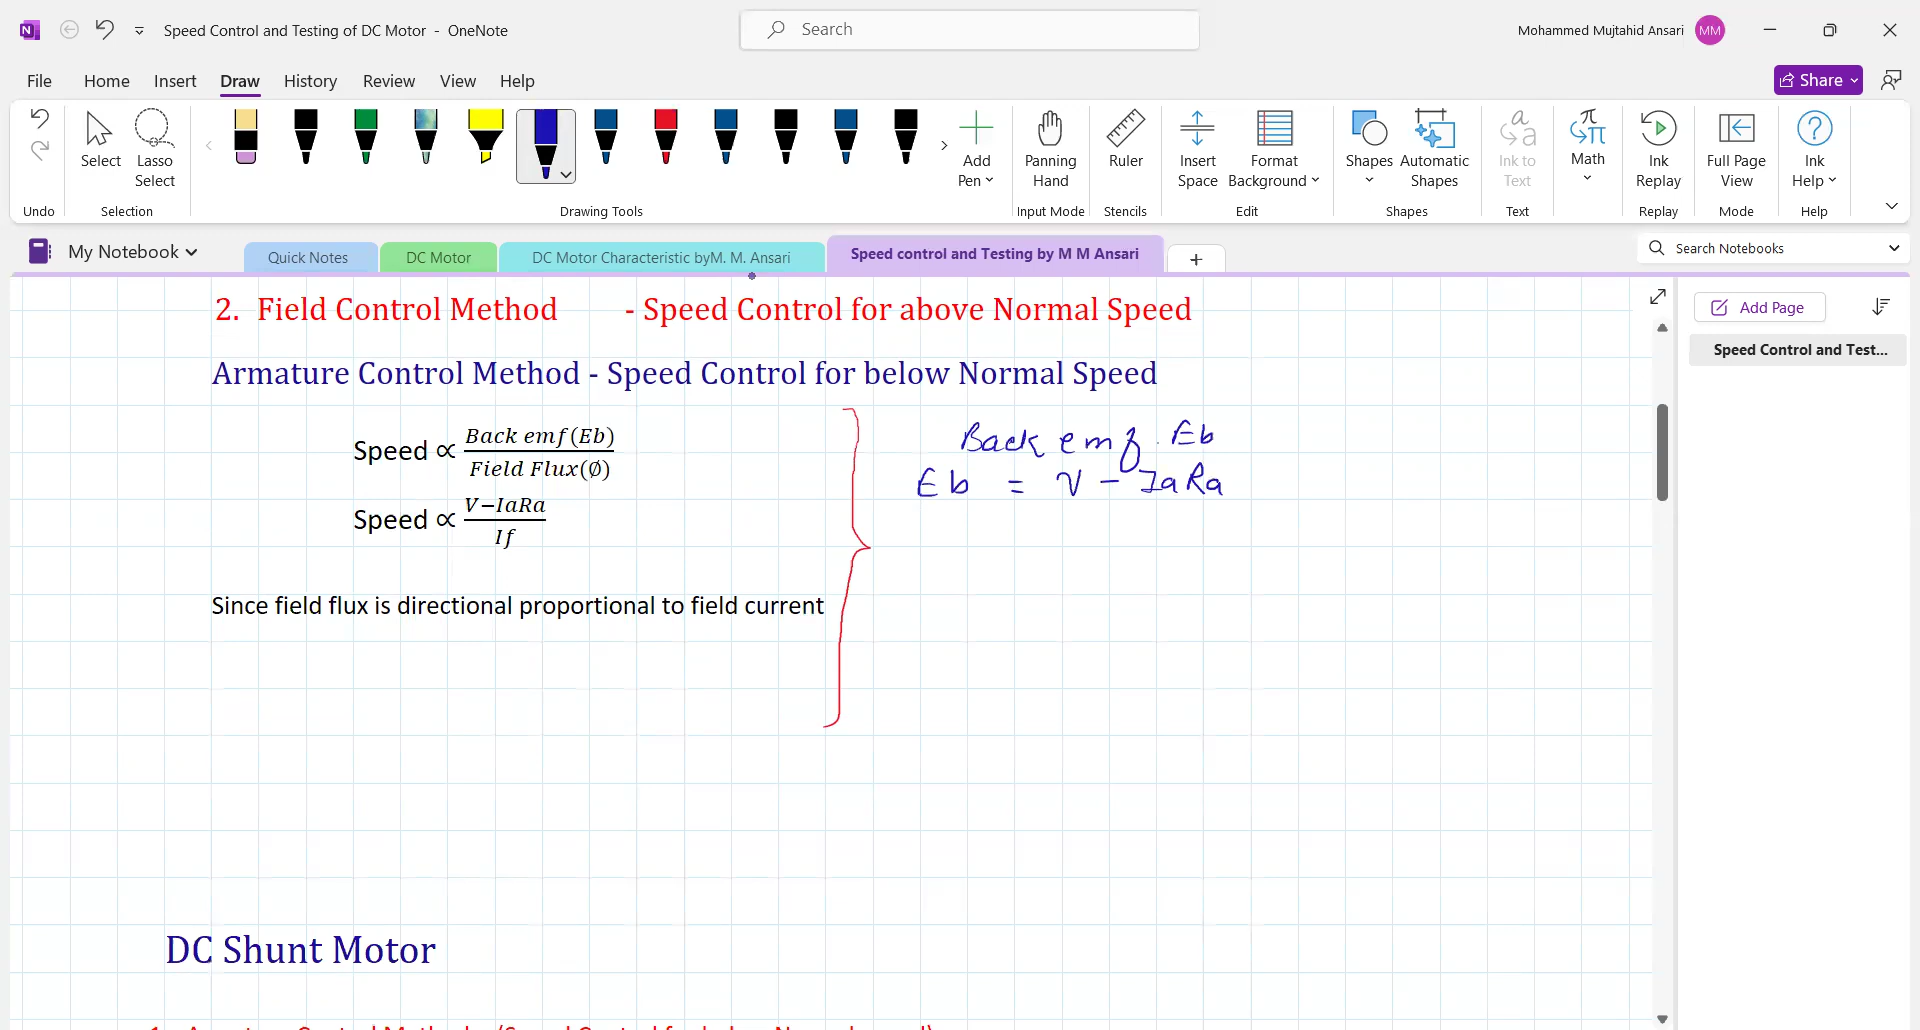 Speed Control and Testing of DC Motor - OneNote
Search
Mohammed Mujtahid Ansari MM
File Home Insert Draw History Review View Help
Share
Undo
Select
Lasso Select
Selection
Drawing Tools
Add Pen
Panning Hand
Input Mode
Ruler
Stencils
Insert Space
Format Background
Edit
Shapes
Automatic Shapes
Shapes
Ink to Text
Text
Math
Ink Replay
Replay
Full Page View
Mode
Ink Help
Help
My Notebook
Quick Notes
DC Motor
DC Motor Characteristic byM. M. Ansari
Speed control and Testing by M M Ansari
+
Search Notebooks
Add Page
Speed Control and Test...
2. Field Control Method - Speed Control for above Normal Speed
Armature Control Method - Speed Control for below Normal Speed
Speed ∝ Back emf(Eb) / Field Flux(∅)
Speed ∝ V−IaRa / If
Since field flux is directional proportional to field current
Back emf. Eb
Eb = V - IaRa
DC Shunt Motor